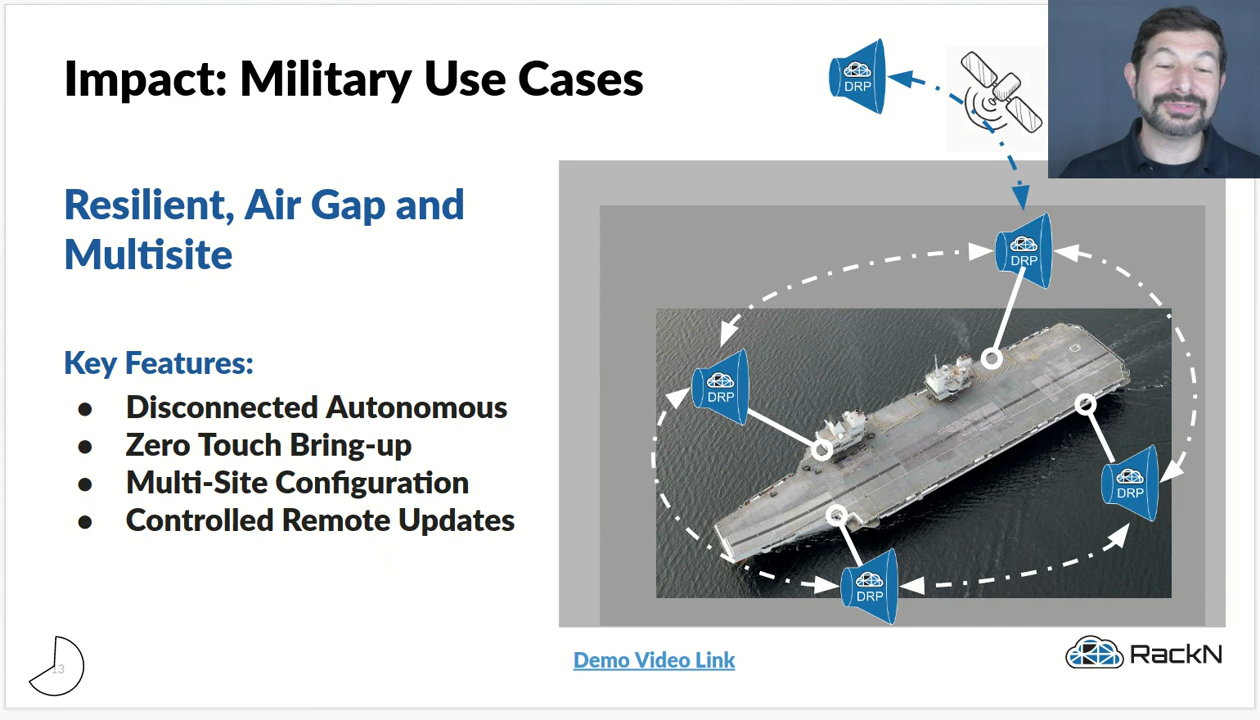 Impact: Military Use Cases
DRP
Resilient, Air Gap and
Multisite
DRP
Key Features:
● Disconnected Autonomous
● Zero Touch Bring-up
● Multi-Site Configuration
● Controlled Remote Updates
DRP
DRP
DRP
Demo Video Link
RackN
13